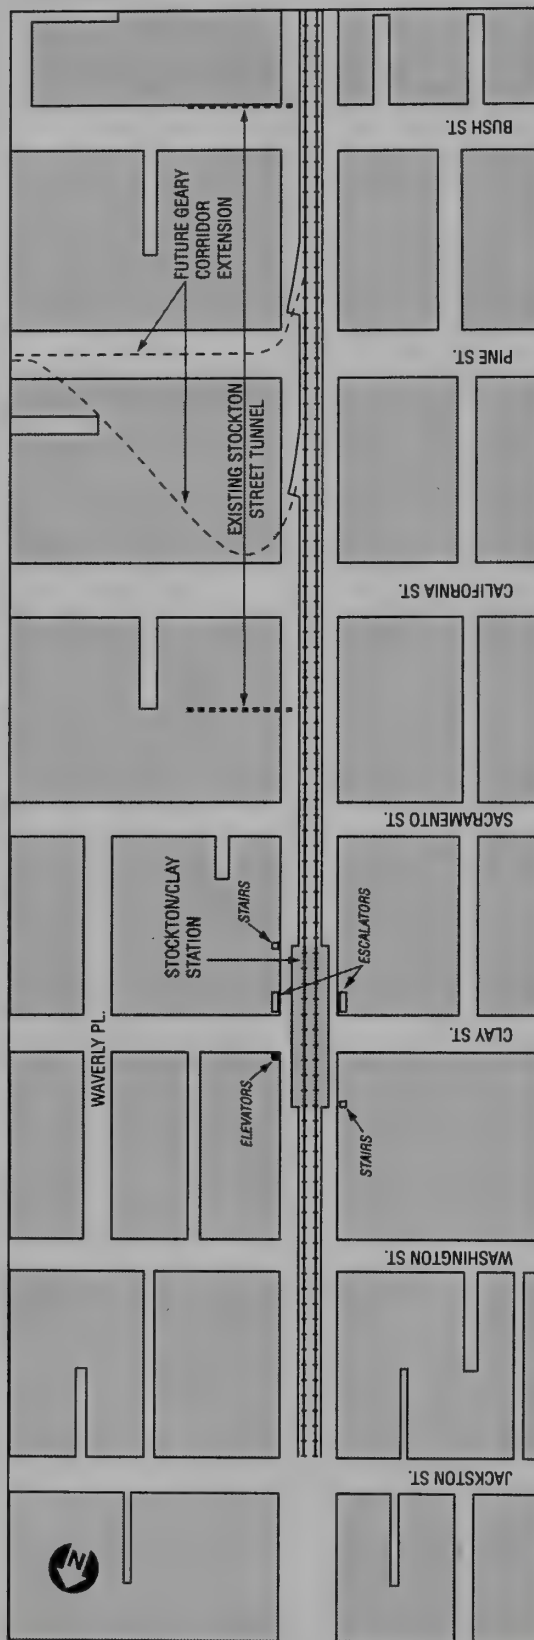 BUSH ST.
FUTURE GEARY
CORRIDOR
EXTENSION
PINE ST.
EXISTING STOCKTON
STREET TUNNEL
CALIFORNIA ST.
SACRAMENTO ST.
STOCKTON/CLAY
STATION
STAIRS
ESCALATORS
WAVERLY PL.
CLAY ST.
ELEVATORS
STAIRS
WASHINGTON ST.
JACKSTON ST.
N